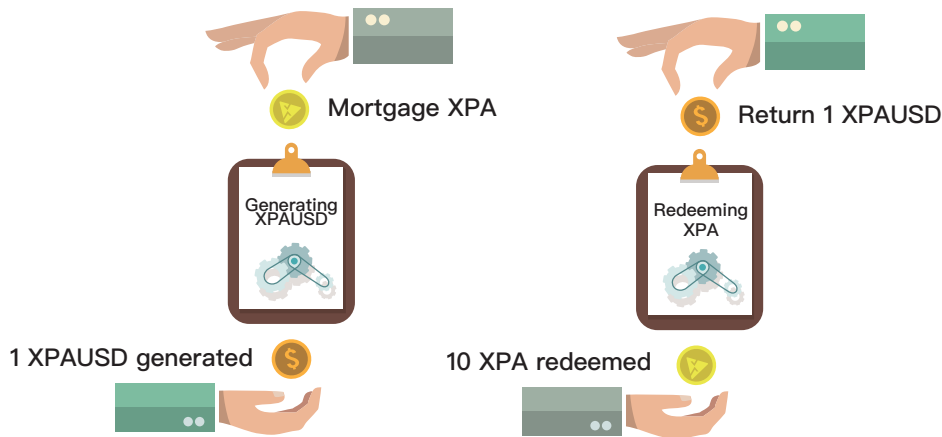 Mortgage XPA
Generating
XPAUSD
1 XPAUSD generated
Return 1 XPAUSD
Redeeming
XPA
10 XPA redeemed